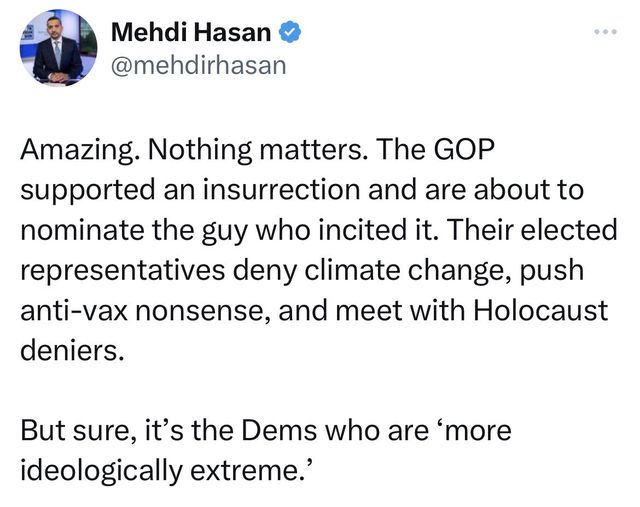 Mehdi Hasan
@mehdirhasan
Amazing. Nothing matters. The GOP
supported an insurrection and are about to
nominate the guy who incited it. Their elected
representatives deny climate change, push
anti-vax nonsense, and meet with Holocaust
deniers.
But sure, it’s the Dems who are ‘more
ideologically extreme.’